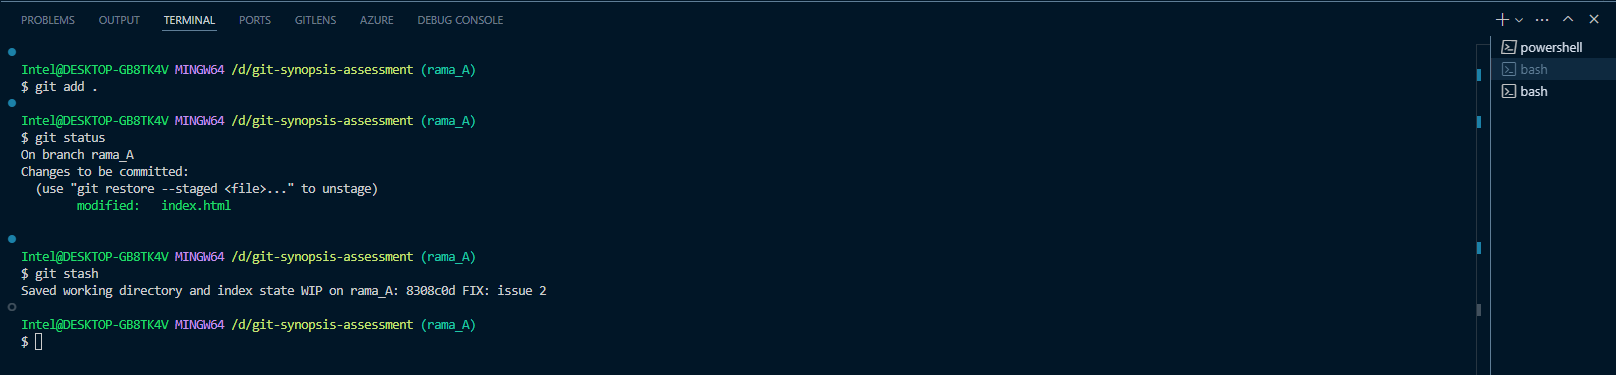 PROBLEMS OUTPUT TERMINAL PORTS GITLENS AZURE DEBUG CONSOLE
powershell
bash
bash
Intel@DESKTOP-GB8TK4V MINGW64 /d/git-synopsis-assessment (rama_A)
$ git add .
Intel@DESKTOP-GB8TK4V MINGW64 /d/git-synopsis-assessment (rama_A)
$ git status
On branch rama_A
Changes to be committed:
  (use "git restore --staged <file>..." to unstage)
        modified:   index.html
Intel@DESKTOP-GB8TK4V MINGW64 /d/git-synopsis-assessment (rama_A)
$ git stash
Saved working directory and index state WIP on rama_A: 8308c0d FIX: issue 2
Intel@DESKTOP-GB8TK4V MINGW64 /d/git-synopsis-assessment (rama_A)
$